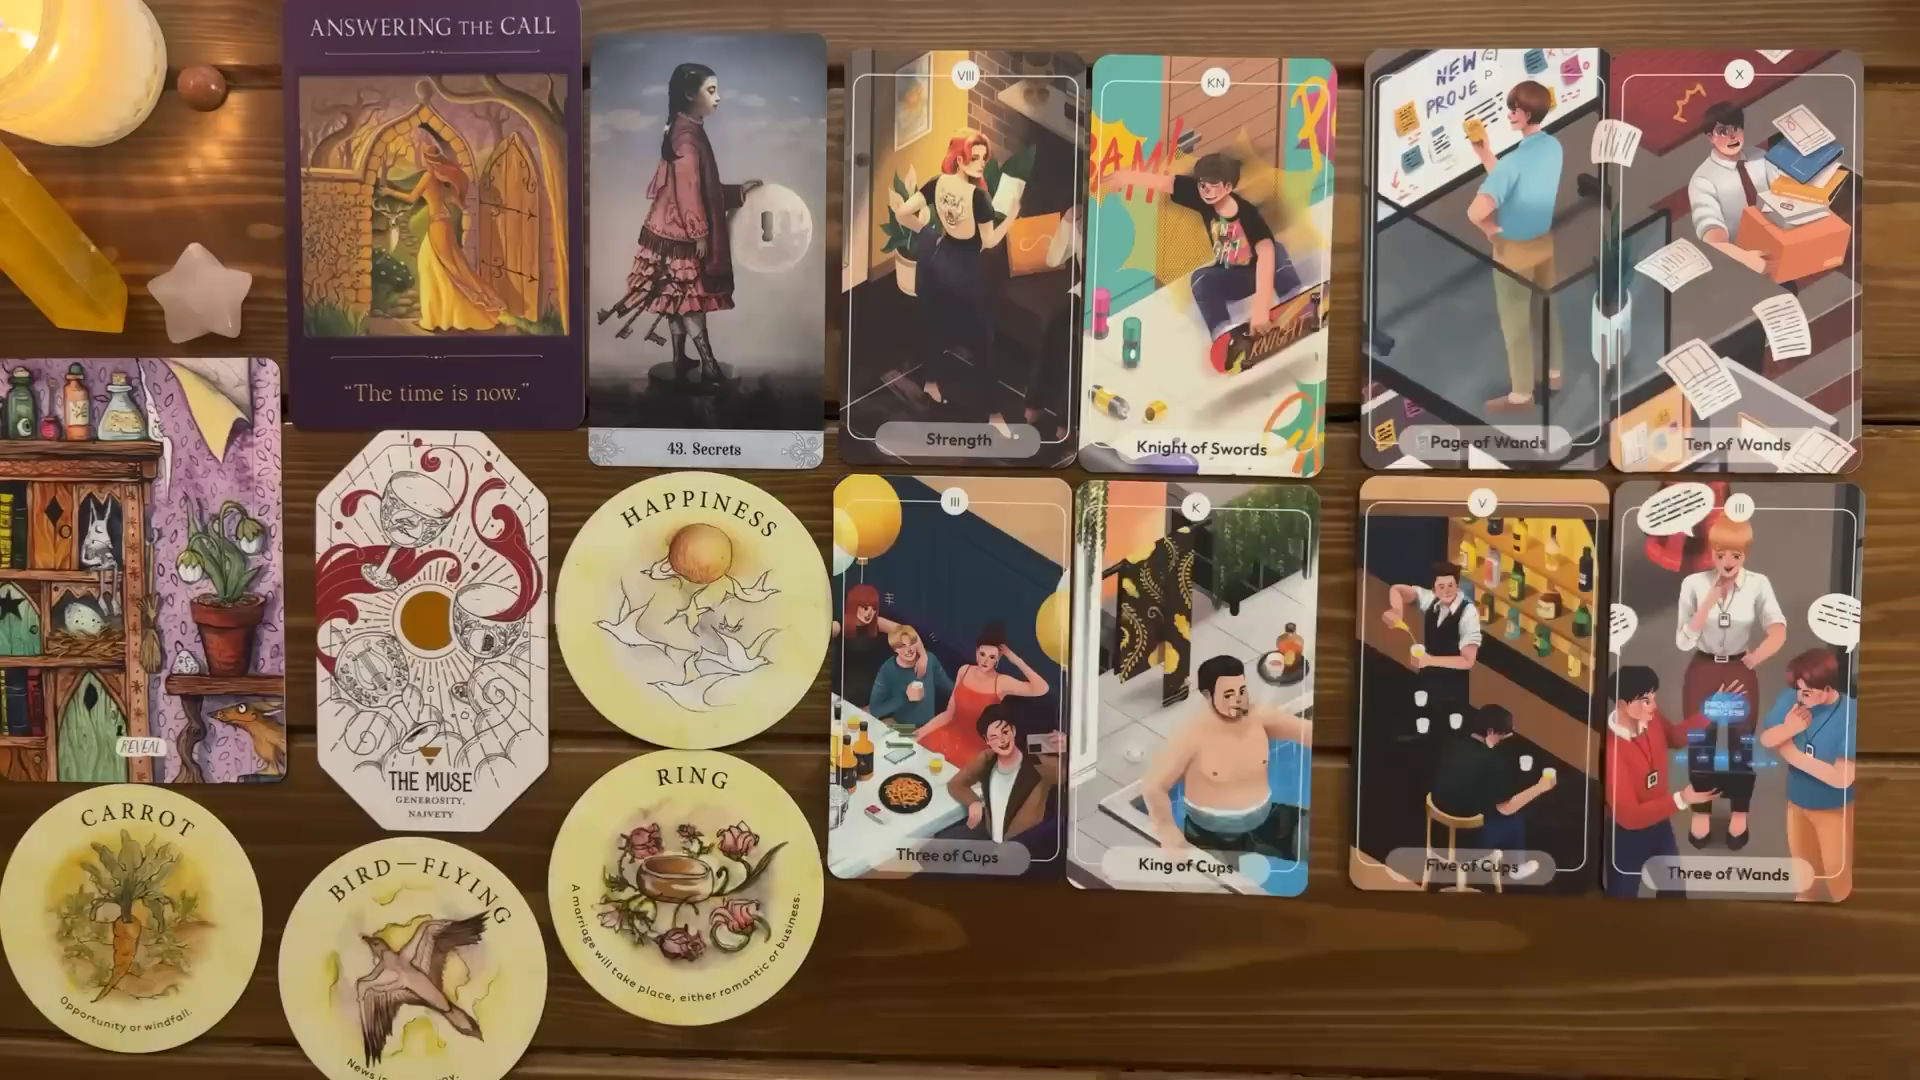 ANSWERING THE CALL
"The time is now."
43. Secrets
VIII
Strength
KN
BAM!
KNIGHT
Knight of Swords
NEW
PROJE
P
Page of Wands
X
Ten of Wands
REVEAL
THE MUSE
GENEROSITY,
NAIVETY
HAPPINESS
III
Three of Cups
K
King of Cups
V
Five of Cups
III
PROJECT
PROCESS
Three of Wands
CARROT
Opportunity or windfall.
BIRD—FLYING
News
RING
A marriage will take place, either romantic or business.